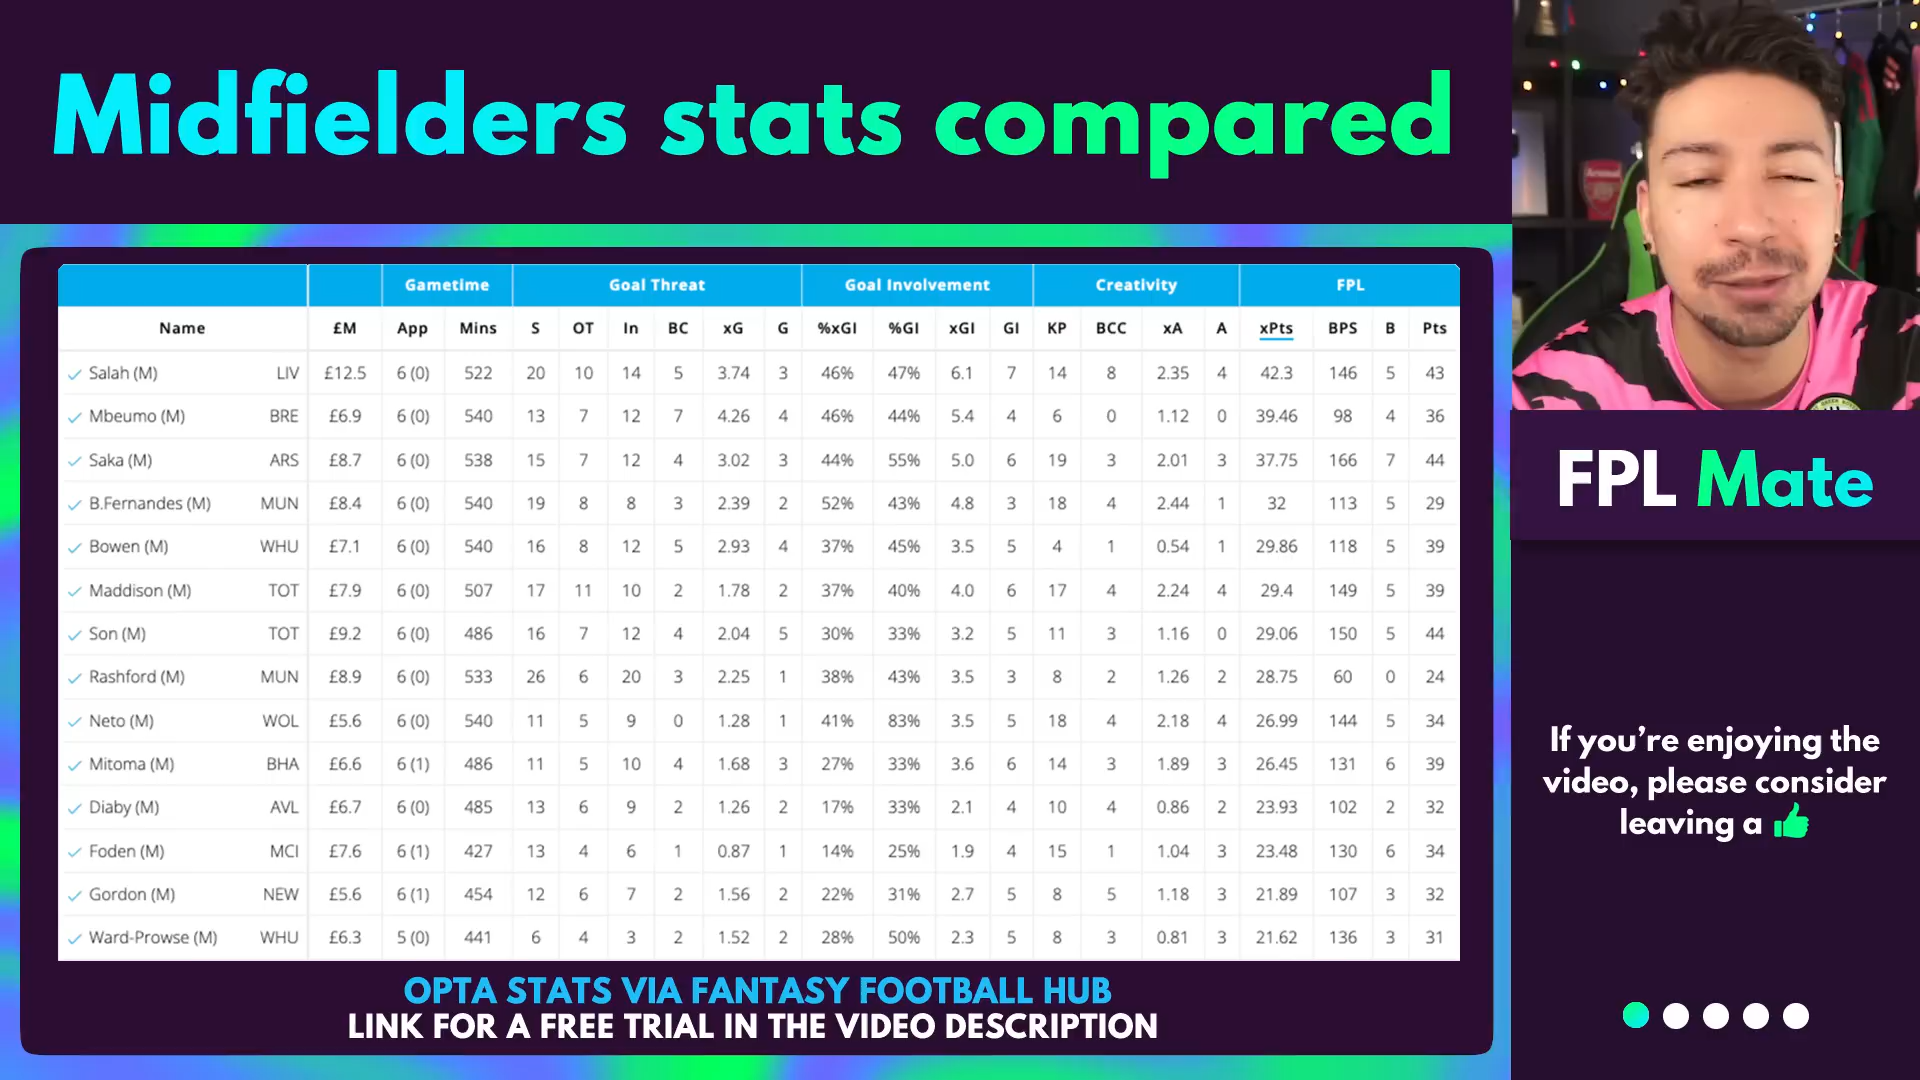 Midfielders stats compared
Gametime Goal Threat Goal Involvement Creativity FPL
Name £M App Mins S OT In BC xG G %xGI %GI xGI GI KP BCC xA A xPts BPS B Pts
Salah (M) LIV £12.5 6 (0) 522 20 10 14 5 3.74 3 46% 47% 6.1 7 14 8 2.35 4 42.3 146 5 43
Mbeumo (M) BRE £6.9 6 (0) 540 13 7 12 7 4.26 4 46% 44% 5.4 4 6 0 1.12 0 39.46 98 4 36
Saka (M) ARS £8.7 6 (0) 538 15 7 12 4 3.02 3 44% 55% 5.0 6 19 3 2.01 3 37.75 166 7 44
B.Fernandes (M) MUN £8.4 6 (0) 540 19 8 8 3 2.39 2 52% 43% 4.8 3 18 4 2.44 1 32 113 5 29
Bowen (M) WHU £7.1 6 (0) 540 16 8 12 5 2.93 4 37% 45% 3.5 5 4 1 0.54 1 29.86 118 5 39
Maddison (M) TOT £7.9 6 (0) 507 17 11 10 2 1.78 2 37% 40% 4.0 6 17 4 2.24 4 29.4 149 5 39
Son (M) TOT £9.2 6 (0) 486 16 7 12 4 2.04 5 30% 33% 3.2 5 11 3 1.16 0 29.06 150 5 44
Rashford (M) MUN £8.9 6 (0) 533 26 6 20 3 2.25 1 38% 43% 3.5 3 8 2 1.26 2 28.75 60 0 24
Neto (M) WOL £5.6 6 (0) 540 11 5 9 0 1.28 1 41% 83% 3.5 5 18 4 2.18 4 26.99 144 5 34
Mitoma (M) BHA £6.6 6 (1) 486 11 5 10 4 1.68 3 27% 33% 3.6 6 14 3 1.89 3 26.45 131 6 39
Diaby (M) AVL £6.7 6 (0) 485 13 6 9 2 1.26 2 17% 33% 2.1 4 10 4 0.86 2 23.93 102 2 32
Foden (M) MCI £7.6 6 (1) 427 13 4 6 1 0.87 1 14% 25% 1.9 4 15 1 1.04 3 23.48 130 6 34
Gordon (M) NEW £5.6 6 (1) 454 12 6 7 2 1.56 2 22% 31% 2.7 5 8 5 1.18 3 21.89 107 3 32
Ward-Prowse (M) WHU £6.3 5 (0) 441 6 4 3 2 1.52 2 28% 50% 2.3 5 8 3 0.81 3 21.62 136 3 31
OPTA STATS VIA FANTASY FOOTBALL HUB
LINK FOR A FREE TRIAL IN THE VIDEO DESCRIPTION
Arsenal
FPL Mate
If you're enjoying the
video, please consider
leaving a